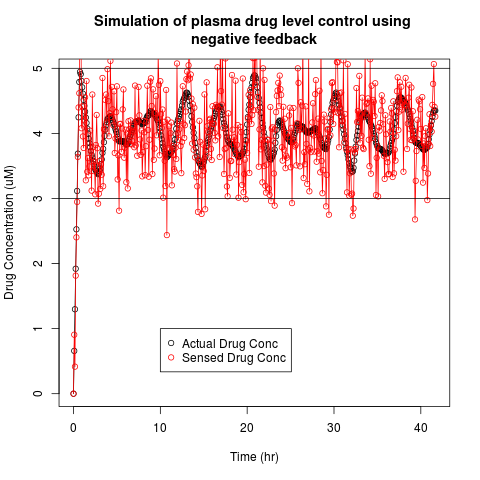 Simulation of plasma drug level control using
negative feedback
Drug Concentration (uM)
5
4
3
2
1
0
Actual Drug Conc
Sensed Drug Conc
0 10 20 30 40
Time (hr)